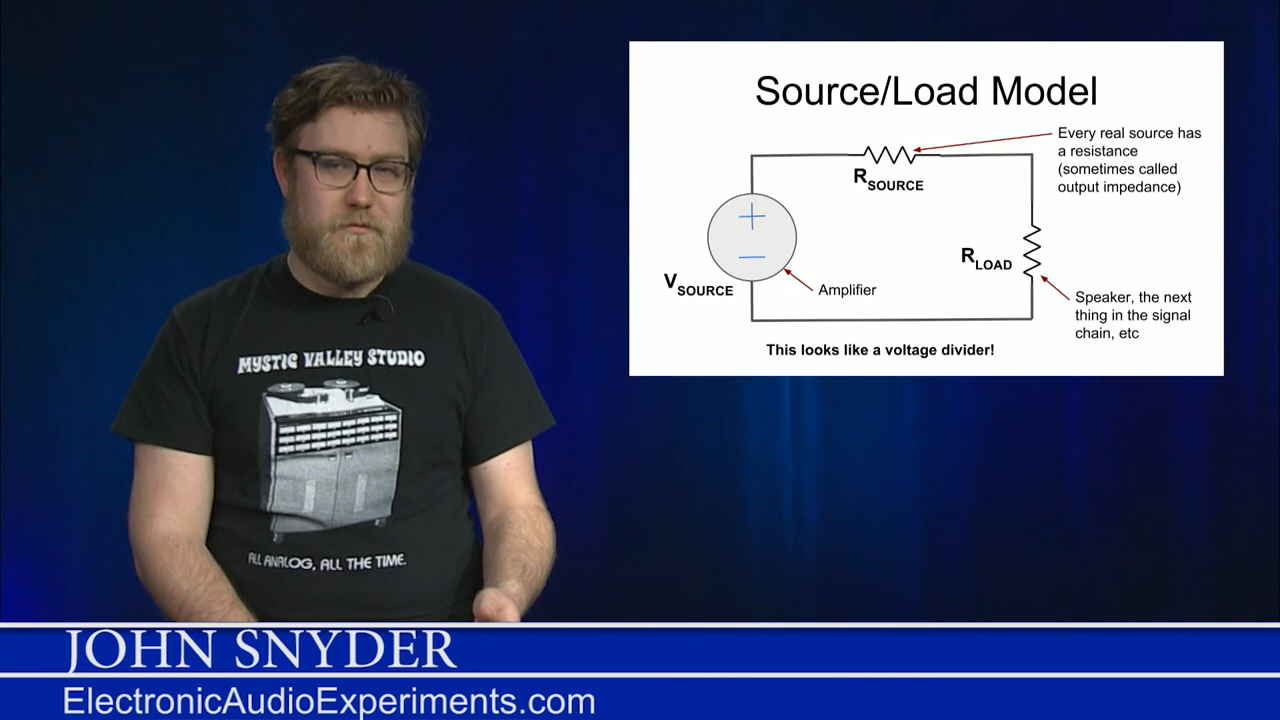 MYSTIC VALLEY STUDIO
ALL ANALOG, ALL THE TIME.
Source/Load Model
Every real source has
a resistance
(sometimes called
output impedance)
RSOURCE
RLOAD
VSOURCE
Amplifier
Speaker, the next
thing in the signal
chain, etc
This looks like a voltage divider!
JOHN SNYDER
ElectronicAudioExperiments.com